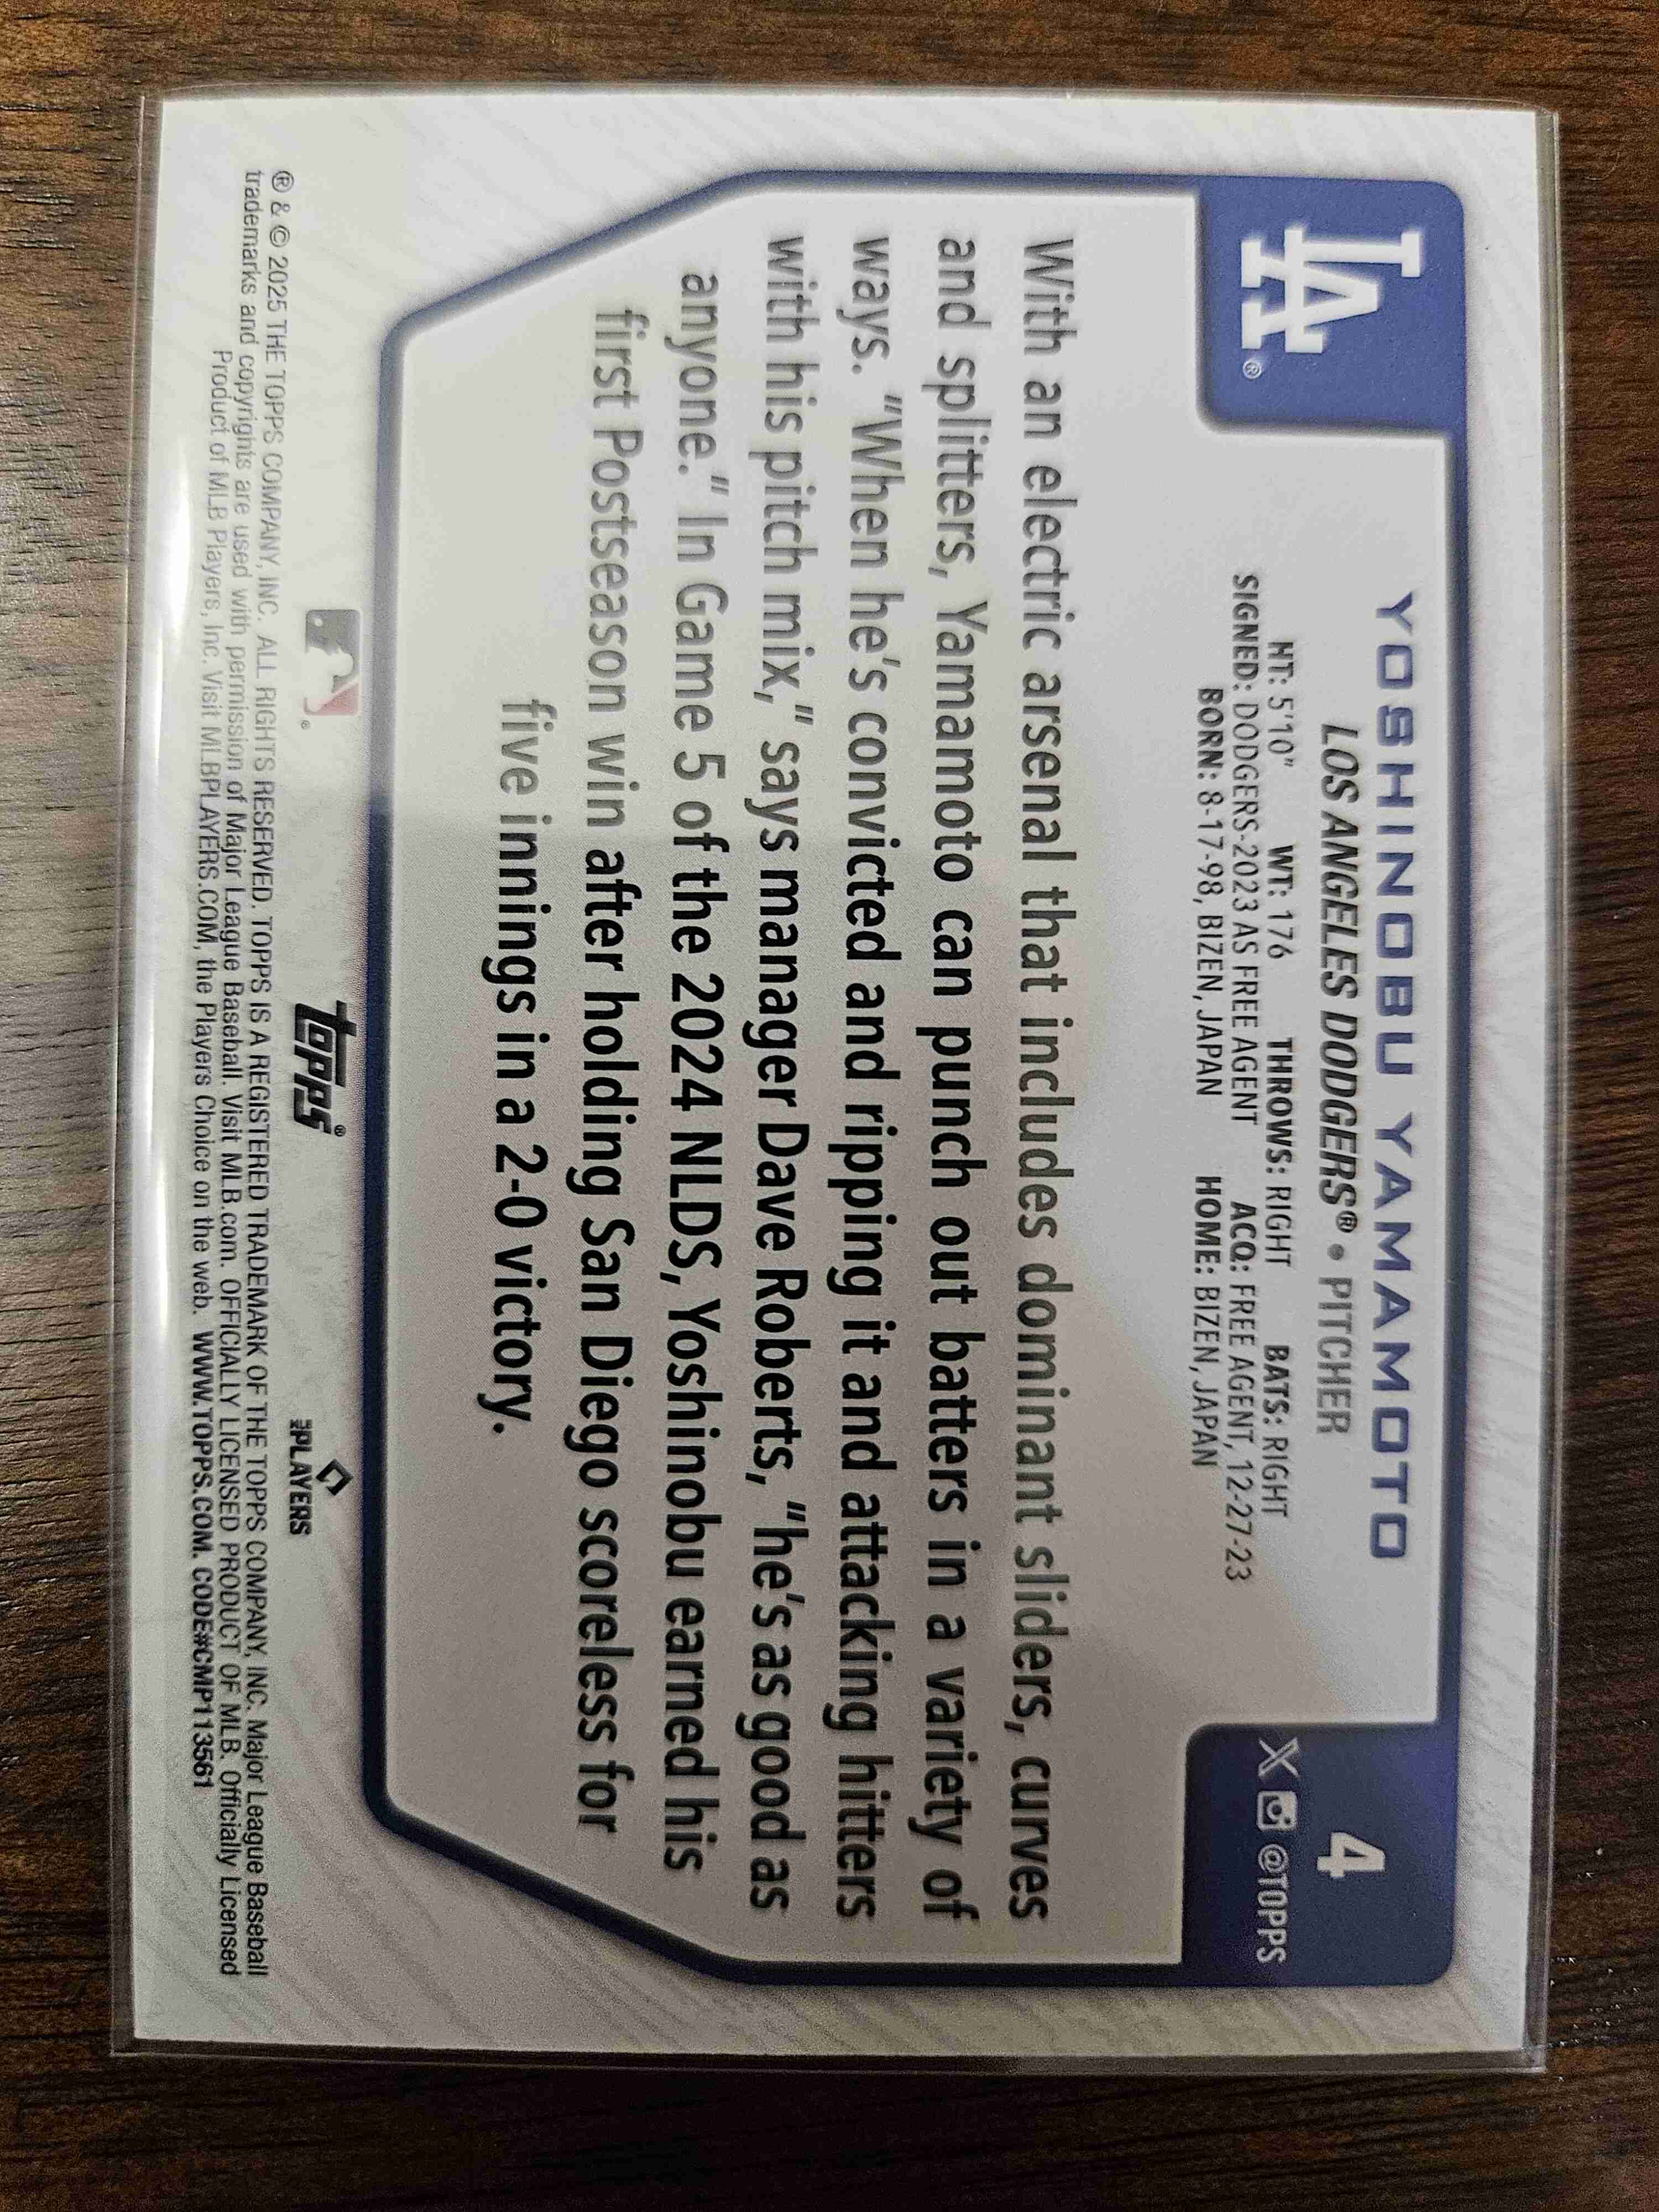 LA®
YOSHINOBU YAMAMOTO
LOS ANGELES DODGERS® • PITCHER
HT: 5'10" WT: 176 THROWS: RIGHT BATS: RIGHT
SIGNED: DODGERS-2023 AS FREE AGENT ACQ: FREE AGENT, 12-27-23
BORN: 8-17-98, BIZEN, JAPAN HOME: BIZEN, JAPAN
4
X @TOPPS
With an electric arsenal that includes dominant sliders, curves
and splitters, Yamamoto can punch out batters in a variety of
ways. "When he's convicted and ripping it and attacking hitters
with his pitch mix," says manager Dave Roberts, "he's as good as
anyone." In Game 5 of the 2024 NLDS, Yoshinobu earned his
first Postseason win after holding San Diego scoreless for
five innings in a 2-0 victory.
topps®
PLAYERS
® & © 2025 THE TOPPS COMPANY, INC. ALL RIGHTS RESERVED. TOPPS IS A REGISTERED TRADEMARK OF THE TOPPS COMPANY, INC. Major League Baseball
trademarks and copyrights are used with permission of Major League Baseball. Visit MLB.com. OFFICIALLY LICENSED PRODUCT OF MLB. Officially Licensed
Product of MLB Players, Inc. Visit MLBPLAYERS.COM, the Players Choice on the web. WWW.TOPPS.COM. CODE#CMP113561